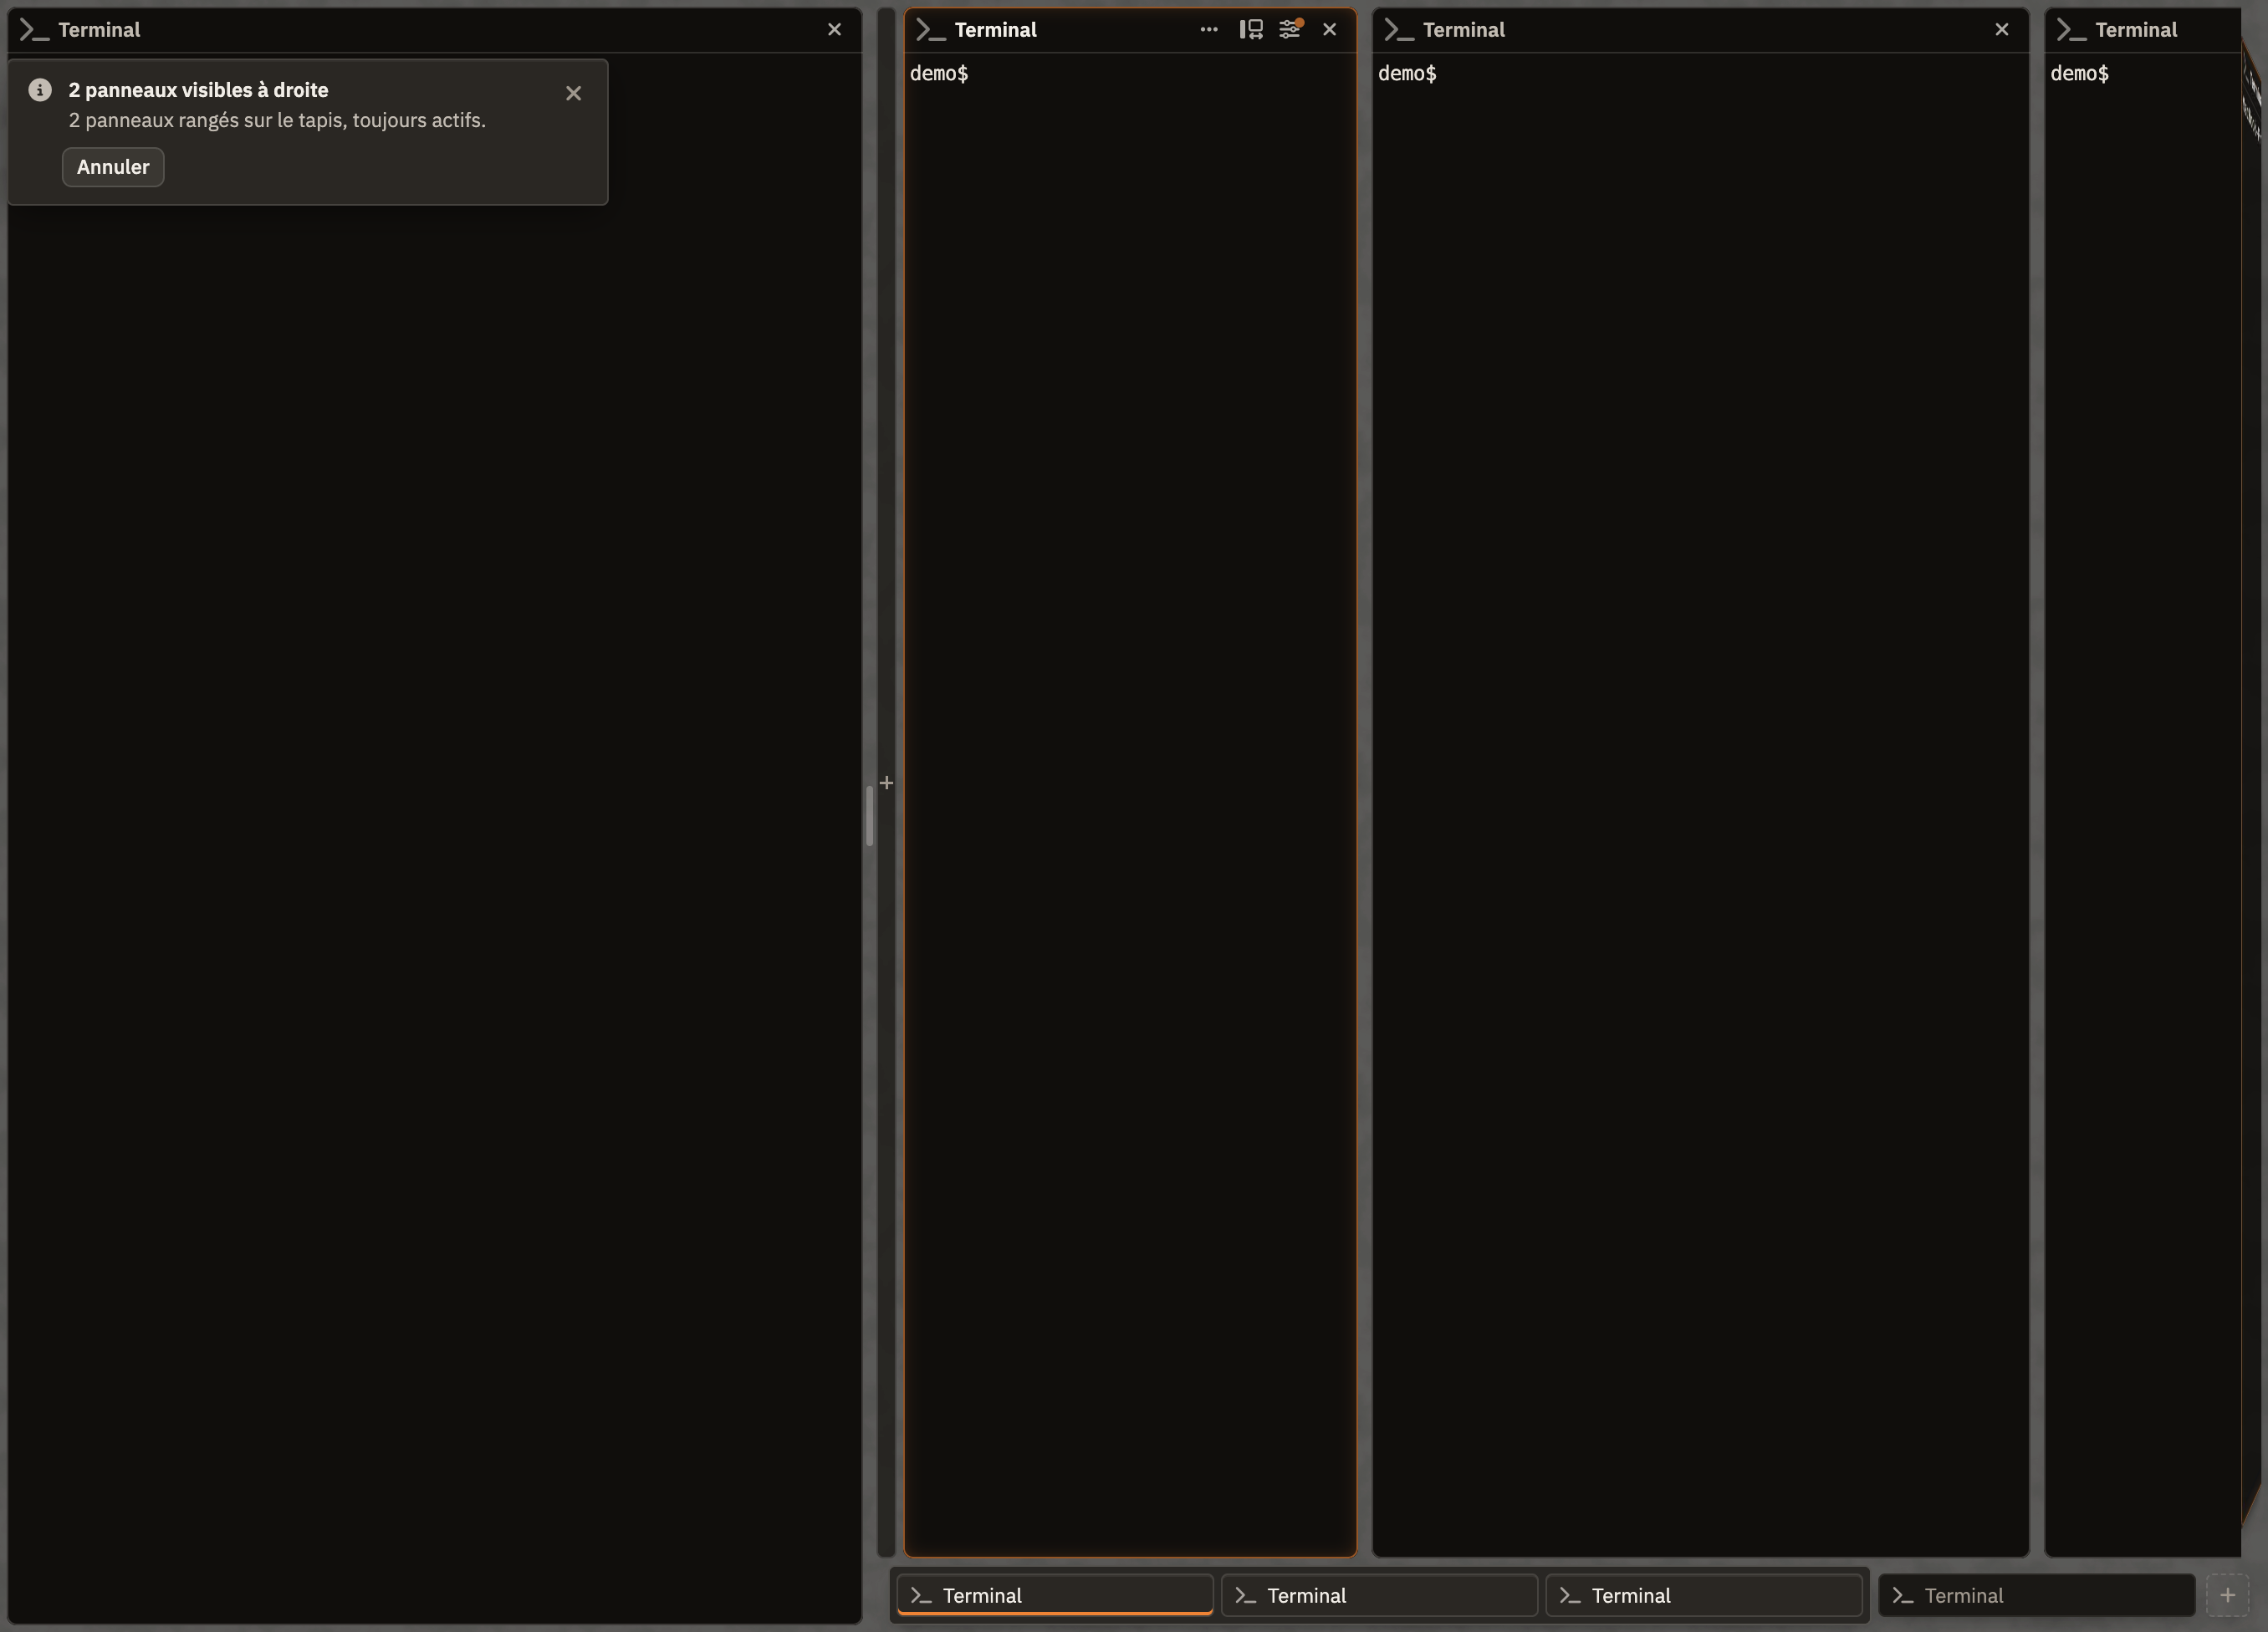 Terminal
2 panneaux visibles à droite
2 panneaux rangés sur le tapis, toujours actifs.
Annuler
Terminal
demo$
Terminal
demo$
Terminal
demo$
Terminal
Terminal
Terminal
Terminal